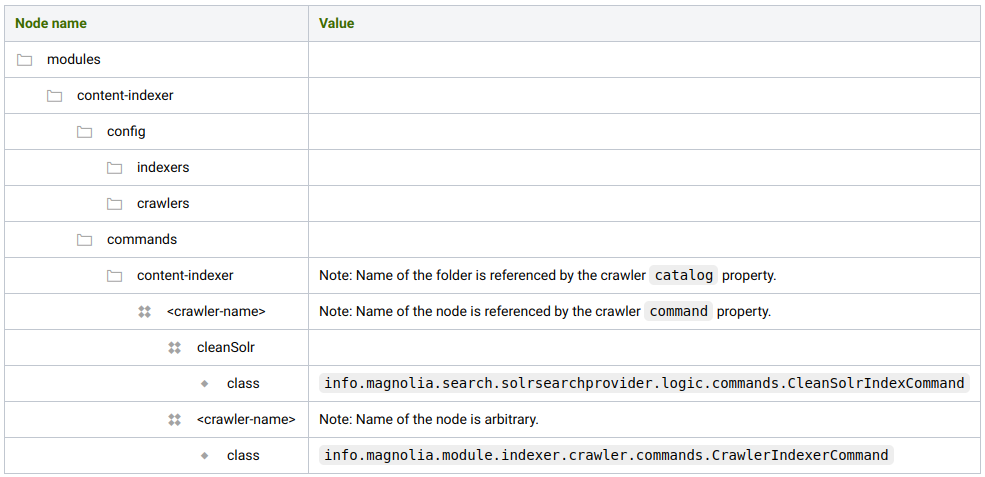 Node name Value
modules
content-indexer
config
indexers
crawlers
commands
content-indexer Note: Name of the folder is referenced by the crawler catalog property.
<crawler-name> Note: Name of the node is referenced by the crawler command property.
cleanSolr
class info.magnolia.search.solrsearchprovider.logic.commands.CleanSolrIndexCommand
<crawler-name> Note: Name of the node is arbitrary.
class info.magnolia.module.indexer.crawler.commands.CrawlerIndexerCommand